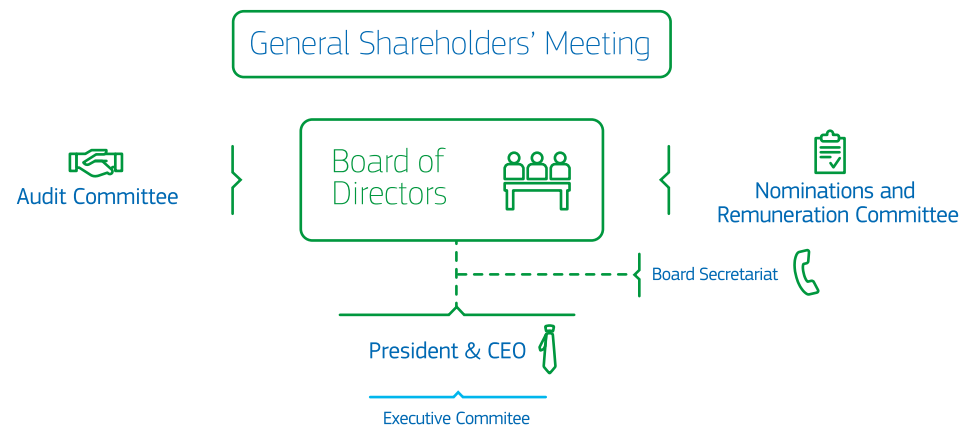 General Shareholders’ Meeting
Board of
Directors
Audit Committee
Nominations and
Remuneration Committee
Board Secretariat
President & CEO
Executive Commitee